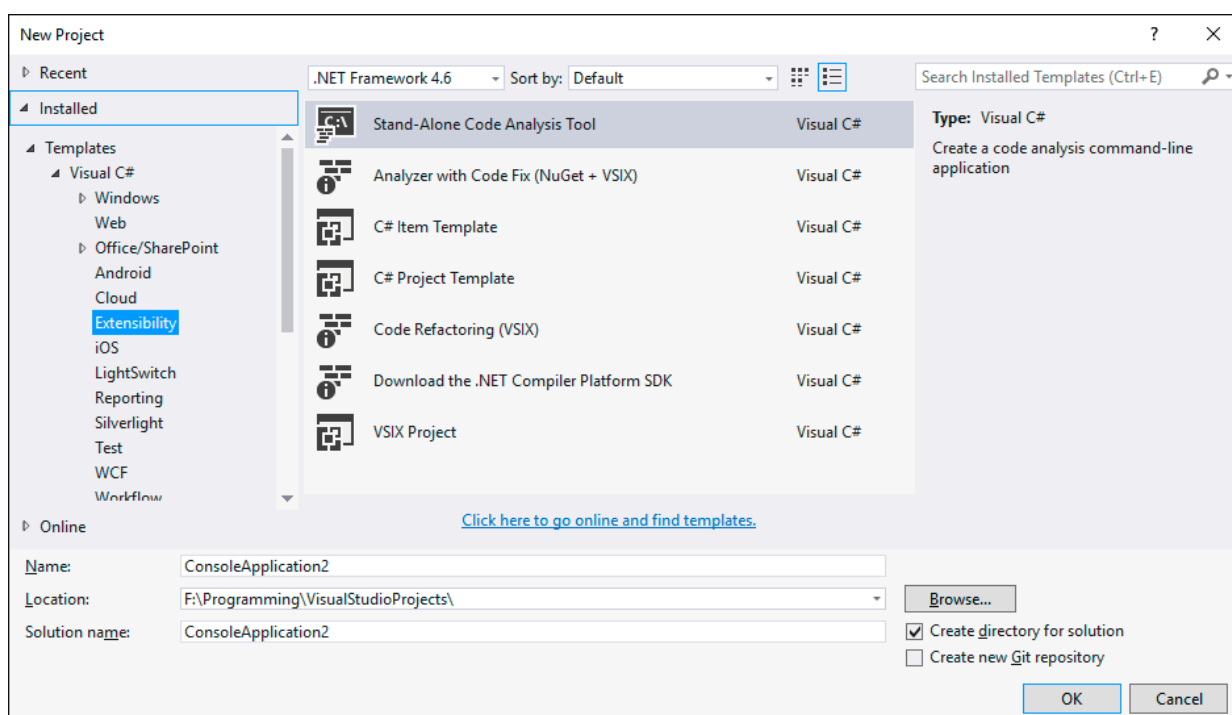 New Project
?
Recent
Installed
Templates
Visual C#
Windows
Web
Office/SharePoint
Android
Cloud
Extensibility
iOS
LightSwitch
Reporting
Silverlight
Test
WCF
Workflow
Online
.NET Framework 4.6
Sort by: Default
C:\
Stand-Alone Code Analysis Tool Visual C#
Analyzer with Code Fix (NuGet + VSIX) Visual C#
C# Item Template Visual C#
C# Project Template Visual C#
Code Refactoring (VSIX) Visual C#
Download the .NET Compiler Platform SDK Visual C#
VSIX Project Visual C#
Click here to go online and find templates.
Search Installed Templates (Ctrl+E)
Type: Visual C#
Create a code analysis command-line
application
Name: ConsoleApplication2
Location: F:\Programming\VisualStudioProjects\
Browse...
Solution name: ConsoleApplication2
Create directory for solution
Create new Git repository
OK
Cancel